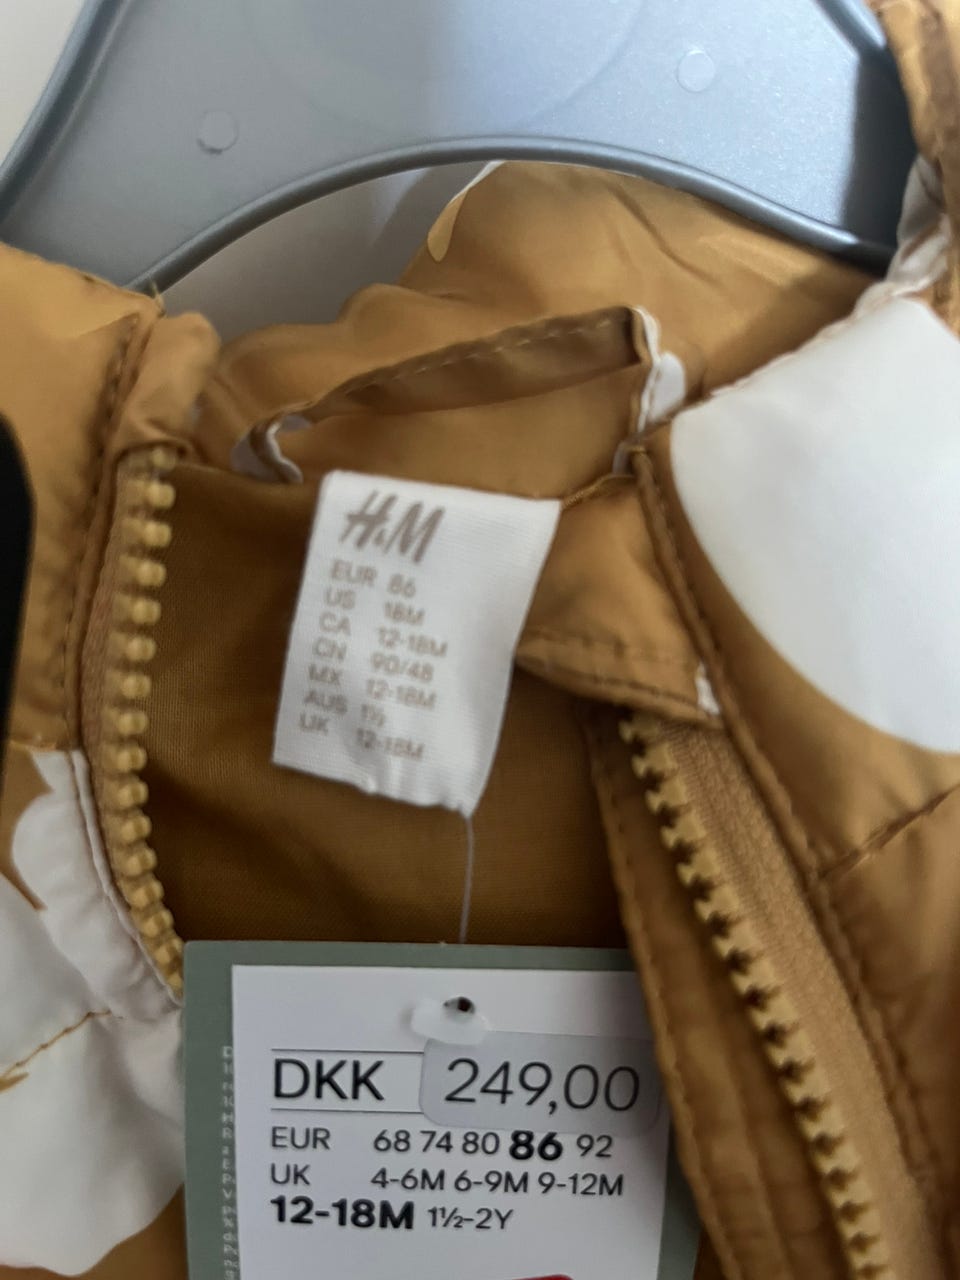 H&M
EUR 86
US 18M
CA 12-18M
CN 90/48
MX 12-18M
AUS 1½
UK 12-18M
DKK 249,00
EUR 68 74 80 86 92
UK 4-6M 6-9M 9-12M
12-18M 1½-2Y